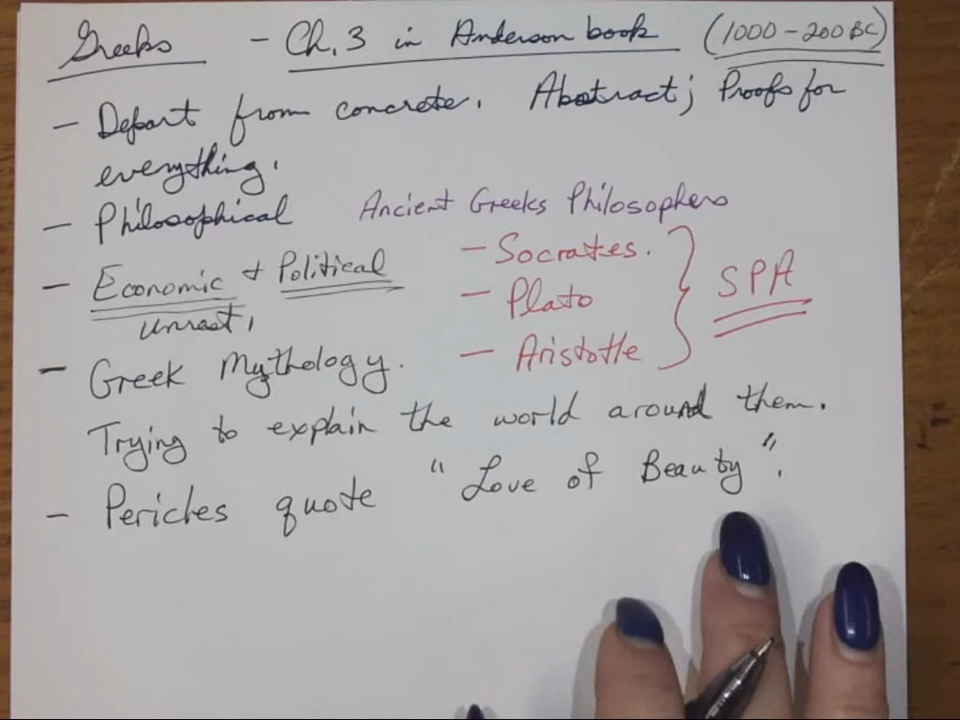 Greeks - Ch. 3 in Anderson book (1000 - 200 BC)
- Depart from concrete. Abstract; Proofs for
everything.
- Philosophical Ancient Greeks Philosophers
- Socrates.
- Economic + Political
- Plato } SPA
unrest,
- Aristotle
- Greek Mythology.
Trying to explain the world around them.
- Pericles quote "Love of Beauty".